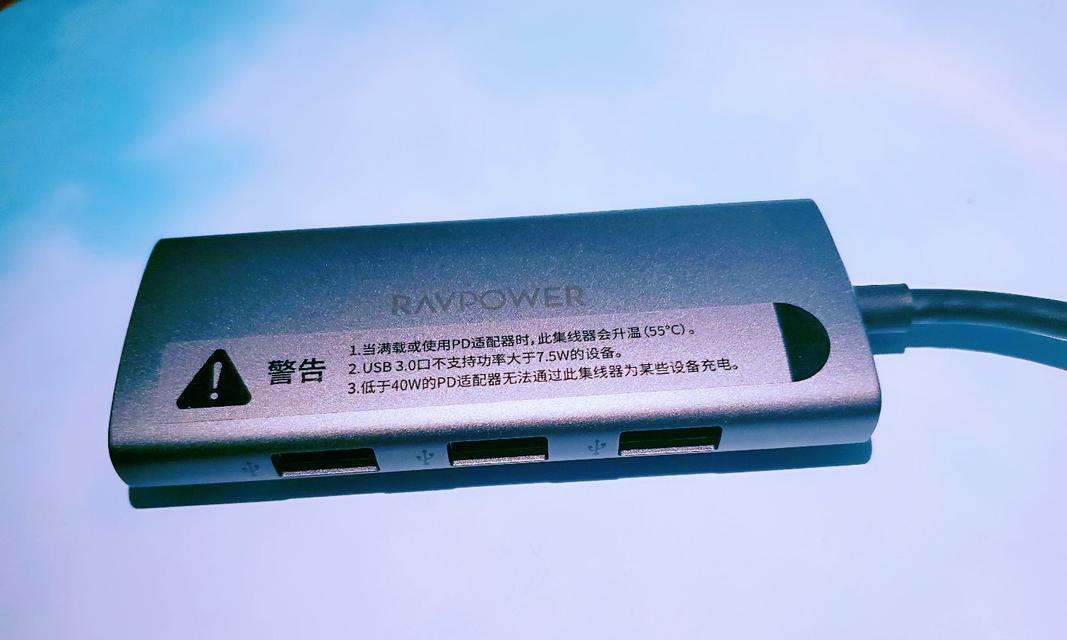 RAVPOWER
警告
1.当满载或使用PD适配器时,此集线器会升温(55°C)。
2.USB 3.0口不支持功率大于7.5W的设备。
3.低于40W的PD适配器无法通过此集线器为某些设备充电。